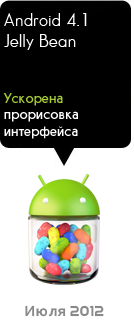 Android 4.1
Jelly Bean
Ускорена
прорисовка
интерфейса
Июля 2012